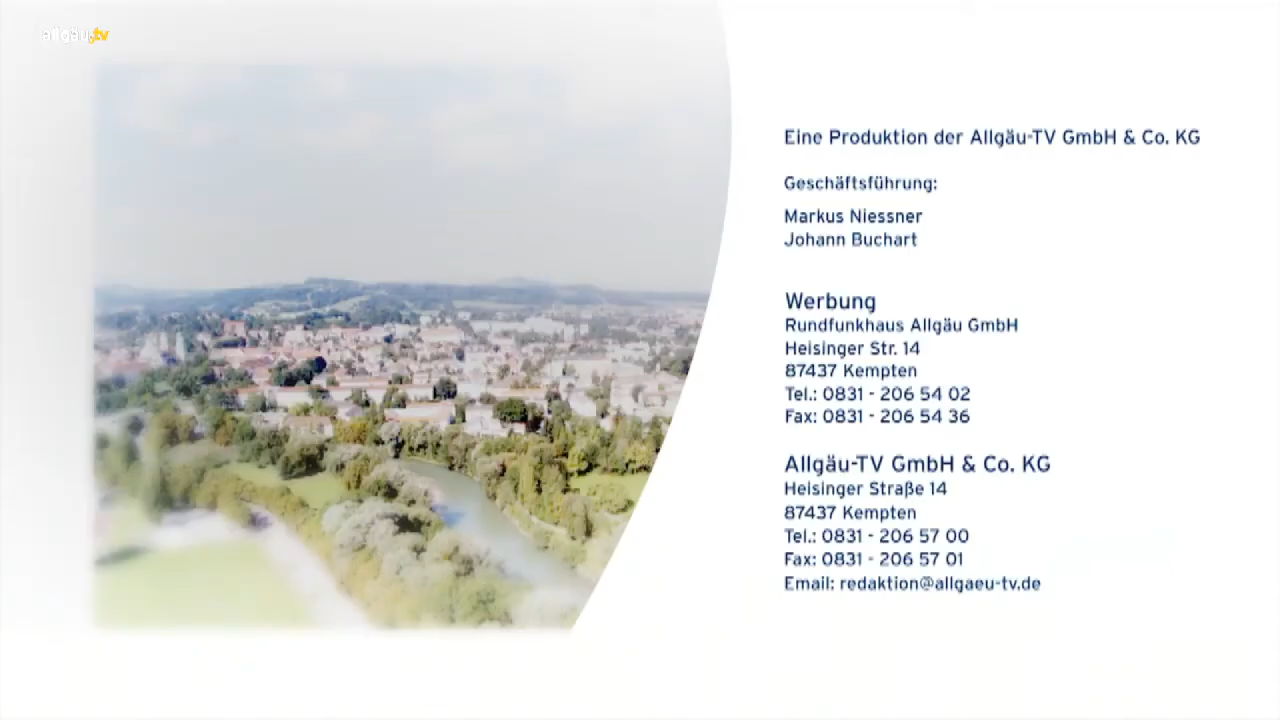 allgäu.tv
Eine Produktion der Allgäu-TV GmbH & Co. KG
Geschäftsführung:
Markus Niessner
Johann Buchart
Werbung
Rundfunkhaus Allgäu GmbH
Heisinger Str. 14
87437 Kempten
Tel.: 0831 - 206 54 02
Fax: 0831 - 206 54 36
Allgäu-TV GmbH & Co. KG
Heisinger Straße 14
87437 Kempten
Tel.: 0831 - 206 57 00
Fax: 0831 - 206 57 01
Email: redaktion@allgaeu-tv.de